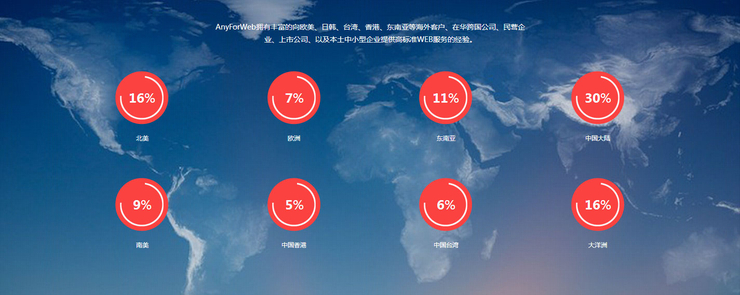 AnyForWeb拥有丰富的向欧美、日韩、台湾、香港、东南亚等海外客户、在华跨国公司、民营企
业、上市公司、以及本土中小型企业提供高标准WEB服务的经验。
16% 7% 11% 30%
北美 欧洲 东南亚 中国大陆
9% 5% 6% 16%
南美 中国香港 中国台湾 大洋洲